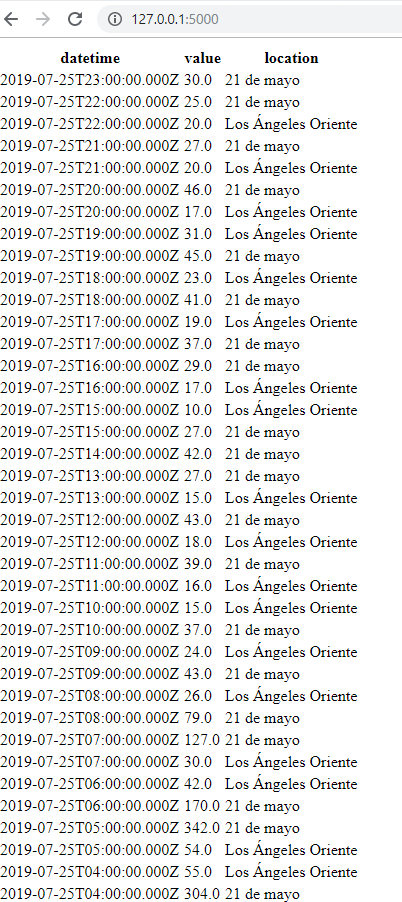 127.0.0.1:5000
datetime value location
2019-07-25T23:00:00.000Z 30.0 21 de mayo
2019-07-25T22:00:00.000Z 25.0 21 de mayo
2019-07-25T22:00:00.000Z 20.0 Los Ángeles Oriente
2019-07-25T21:00:00.000Z 27.0 21 de mayo
2019-07-25T21:00:00.000Z 20.0 Los Ángeles Oriente
2019-07-25T20:00:00.000Z 46.0 21 de mayo
2019-07-25T20:00:00.000Z 17.0 Los Ángeles Oriente
2019-07-25T19:00:00.000Z 31.0 Los Ángeles Oriente
2019-07-25T19:00:00.000Z 45.0 21 de mayo
2019-07-25T18:00:00.000Z 23.0 Los Ángeles Oriente
2019-07-25T18:00:00.000Z 41.0 21 de mayo
2019-07-25T17:00:00.000Z 19.0 Los Ángeles Oriente
2019-07-25T17:00:00.000Z 37.0 21 de mayo
2019-07-25T16:00:00.000Z 29.0 21 de mayo
2019-07-25T16:00:00.000Z 17.0 Los Ángeles Oriente
2019-07-25T15:00:00.000Z 10.0 Los Ángeles Oriente
2019-07-25T15:00:00.000Z 27.0 21 de mayo
2019-07-25T14:00:00.000Z 42.0 21 de mayo
2019-07-25T13:00:00.000Z 27.0 21 de mayo
2019-07-25T13:00:00.000Z 15.0 Los Ángeles Oriente
2019-07-25T12:00:00.000Z 43.0 21 de mayo
2019-07-25T12:00:00.000Z 18.0 Los Ángeles Oriente
2019-07-25T11:00:00.000Z 39.0 21 de mayo
2019-07-25T11:00:00.000Z 16.0 Los Ángeles Oriente
2019-07-25T10:00:00.000Z 15.0 Los Ángeles Oriente
2019-07-25T10:00:00.000Z 37.0 21 de mayo
2019-07-25T09:00:00.000Z 24.0 Los Ángeles Oriente
2019-07-25T09:00:00.000Z 43.0 21 de mayo
2019-07-25T08:00:00.000Z 26.0 Los Ángeles Oriente
2019-07-25T08:00:00.000Z 79.0 21 de mayo
2019-07-25T07:00:00.000Z 127.0 21 de mayo
2019-07-25T07:00:00.000Z 30.0 Los Ángeles Oriente
2019-07-25T06:00:00.000Z 42.0 Los Ángeles Oriente
2019-07-25T06:00:00.000Z 170.0 21 de mayo
2019-07-25T05:00:00.000Z 342.0 21 de mayo
2019-07-25T05:00:00.000Z 54.0 Los Ángeles Oriente
2019-07-25T04:00:00.000Z 55.0 Los Ángeles Oriente
2019-07-25T04:00:00.000Z 304.0 21 de mayo